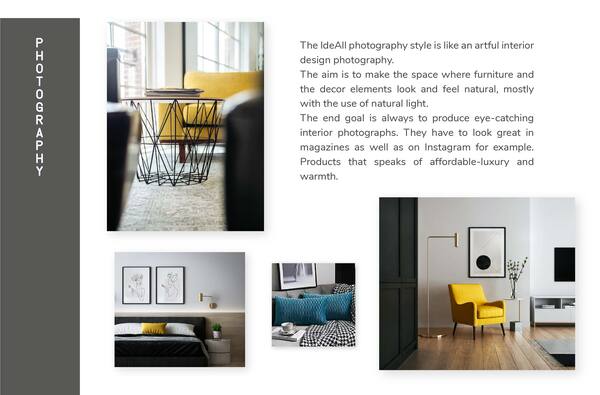 PHOTOGRAPHY
The IdeAll photography style is like an artful interior
design photography.
The aim is to make the space where furniture and
the decor elements look and feel natural, mostly
with the use of natural light.
The end goal is always to produce eye-catching
interior photographs. They have to look great in
magazines as well as on Instagram for example.
Products that speaks of affordable-luxury and
warmth.